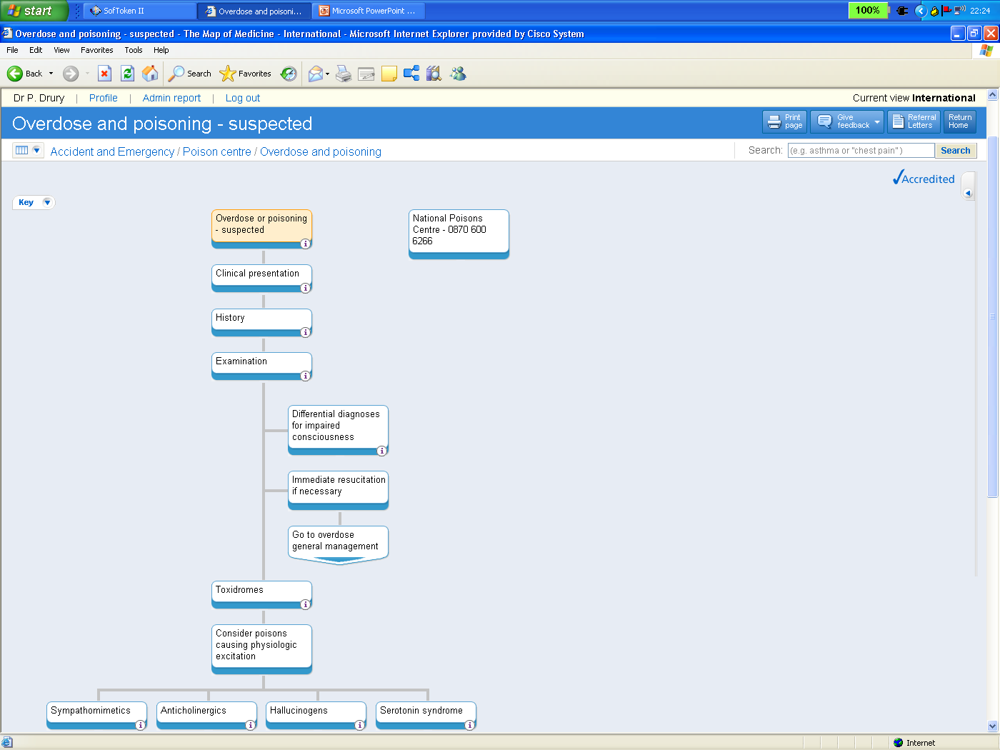 start
SofToken II
Overdose and poisoni...
Microsoft PowerPoint ...
100%
22:24
Overdose and poisoning - suspected - The Map of Medicine - International - Microsoft Internet Explorer provided by Cisco System
File Edit View Favorites Tools Help
Back Search Favorites
Dr P. Drury | Profile | Admin report | Log out
Current view International
Overdose and poisoning - suspected
Print page
Give feedback
Referral Letters
Return Home
Accident and Emergency / Poison centre / Overdose and poisoning
Search: (e.g. asthma or "chest pain") Search
Accredited
Key
Overdose or poisoning
- suspected
i
National Poisons
Centre - 0870 600
6266
Clinical presentation
i
History
i
Examination
i
Differential diagnoses
for impaired
consciousness
i
Immediate resucitation
if necessary
Go to overdose
general management
Toxidromes
i
Consider poisons
causing physiologic
excitation
Sympathomimetics
i
Anticholinergics
i
Hallucinogens
i
Serotonin syndrome
i
Internet